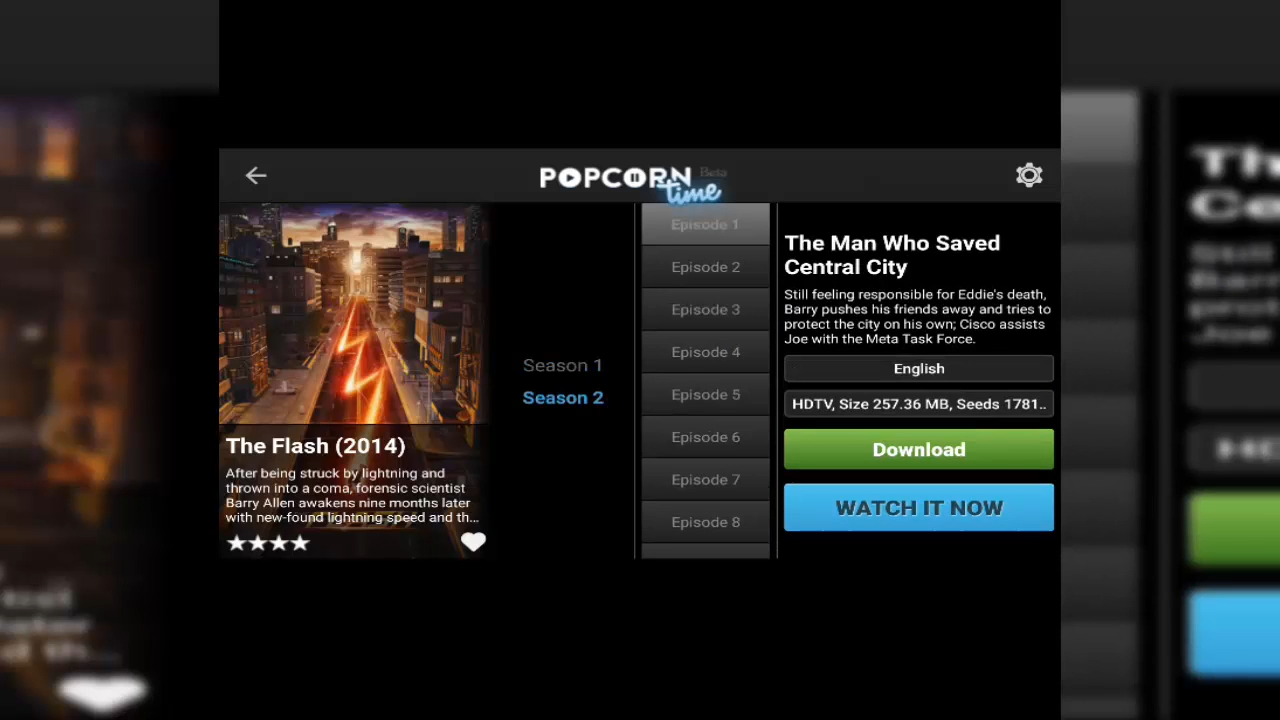 POPCORN time Beta
The Flash (2014)
After being struck by lightning and
thrown into a coma, forensic scientist
Barry Allen awakens nine months later
with new-found lightning speed and th...
Season 1
Season 2
Episode 1
Episode 2
Episode 3
Episode 4
Episode 5
Episode 6
Episode 7
Episode 8
The Man Who Saved
Central City
Still feeling responsible for Eddie's death,
Barry pushes his friends away and tries to
protect the city on his own; Cisco assists
Joe with the Meta Task Force.
English
HDTV, Size 257.36 MB, Seeds 1781..
Download
WATCH IT NOW